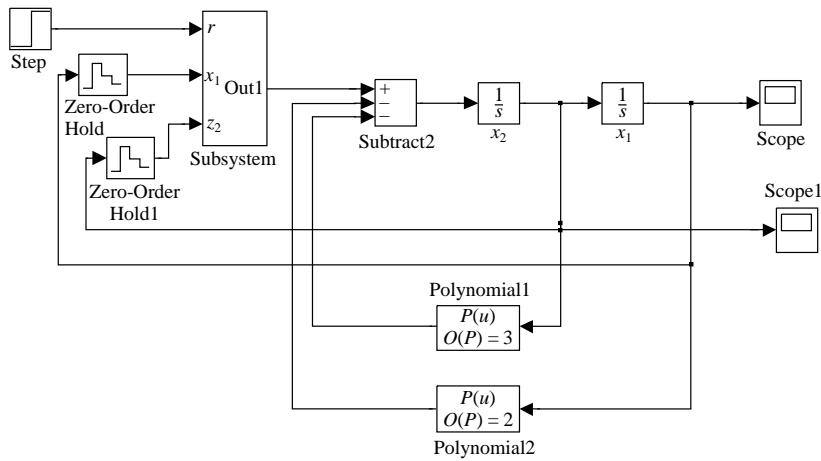 r
Step
x₁
Out1
Zero-Order
Hold
z₂
Subsystem
Zero-Order
Hold1
+
−
−
Subtract2
1
s
x₂
1
s
x₁
Scope
Scope1
Polynomial1
P(u)
O(P) = 3
P(u)
O(P) = 2
Polynomial2